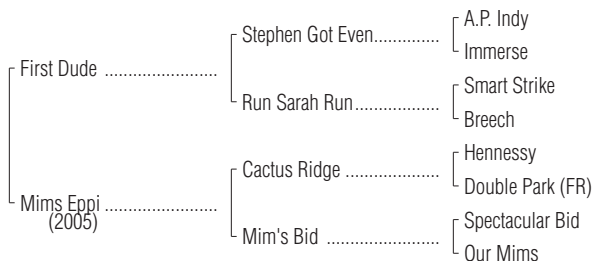 A.P. Indy
Stephen Got Even..............
Immerse
First Dude ........................
Smart Strike
Run Sarah Run..................
Breech
Hennessy
Cactus Ridge ....................
Double Park (FR)
Mims Eppi ........................
(2005)
Spectacular Bid
Mim's Bid ........................
Our Mims